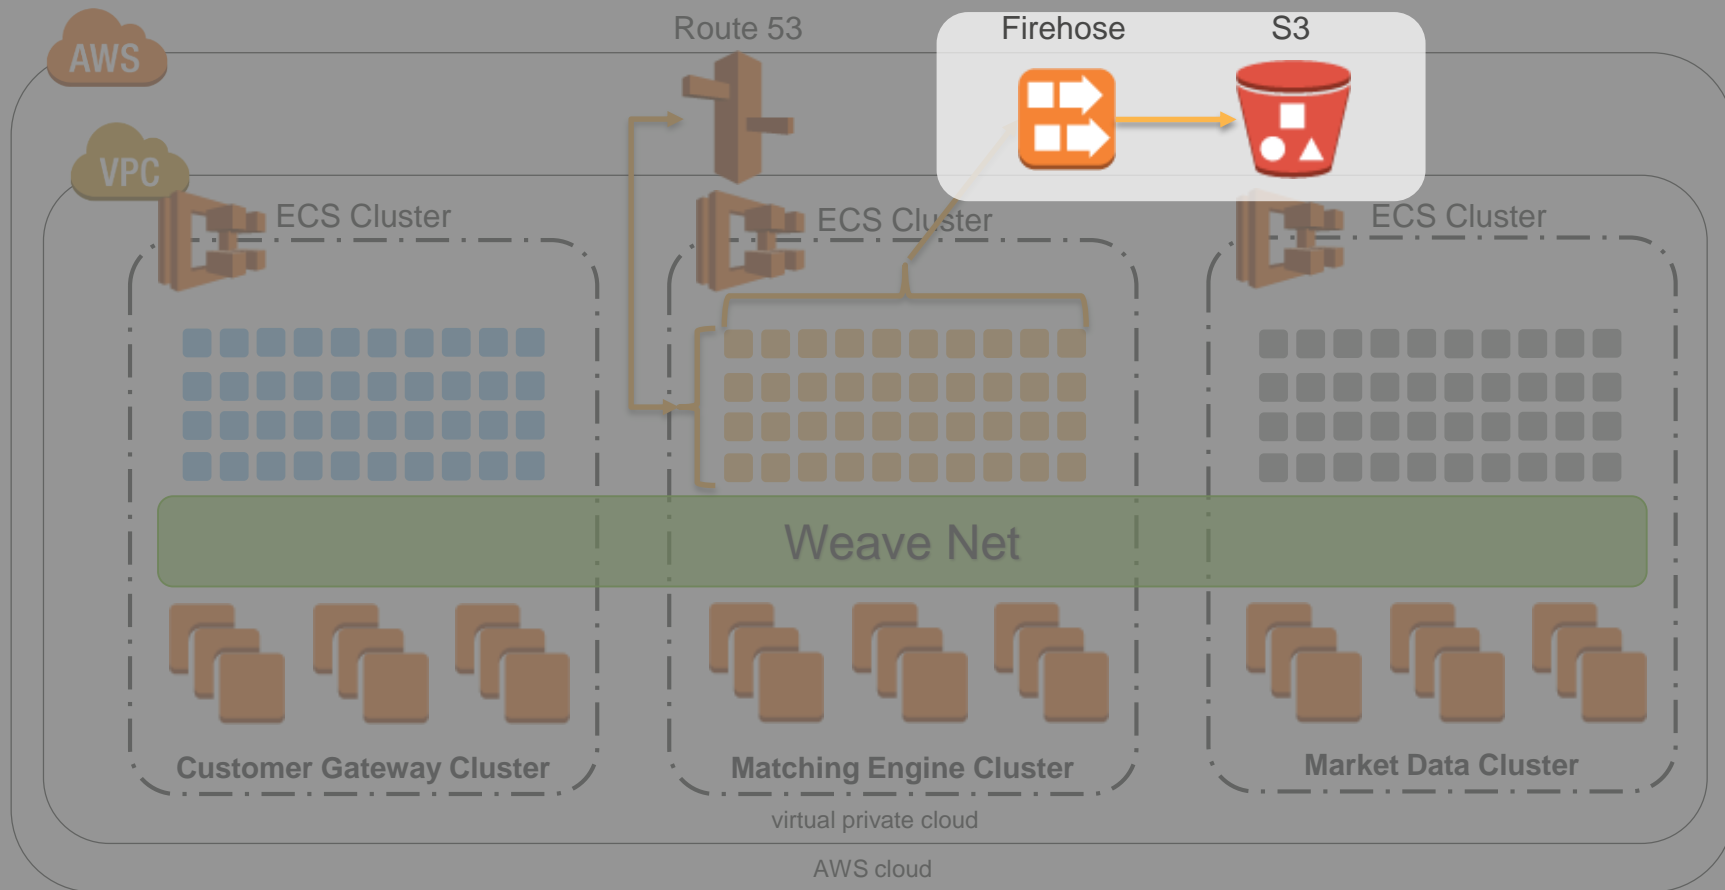 Route 53
Firehose
S3
AWS
VPC
ECS Cluster
ECS Cluster
ECS Cluster
Weave Net
Customer Gateway Cluster
Matching Engine Cluster
Market Data Cluster
virtual private cloud
AWS cloud